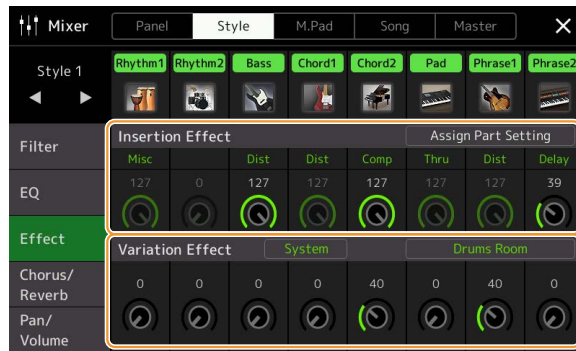 Mixer Panel Style M.Pad Song Master
Style 1 Rhythm1 Rhythm2 Bass Chord1 Chord2 Pad Phrase1 Phrase2
Filter
EQ
Effect
Chorus/
Reverb
Pan/
Volume
Insertion Effect Assign Part Setting
Misc Dist Dist Comp Thru Dist Delay
127 0 127 127 127 127 127 39
Variation Effect System Drums Room
0 0 0 0 40 0 40 0